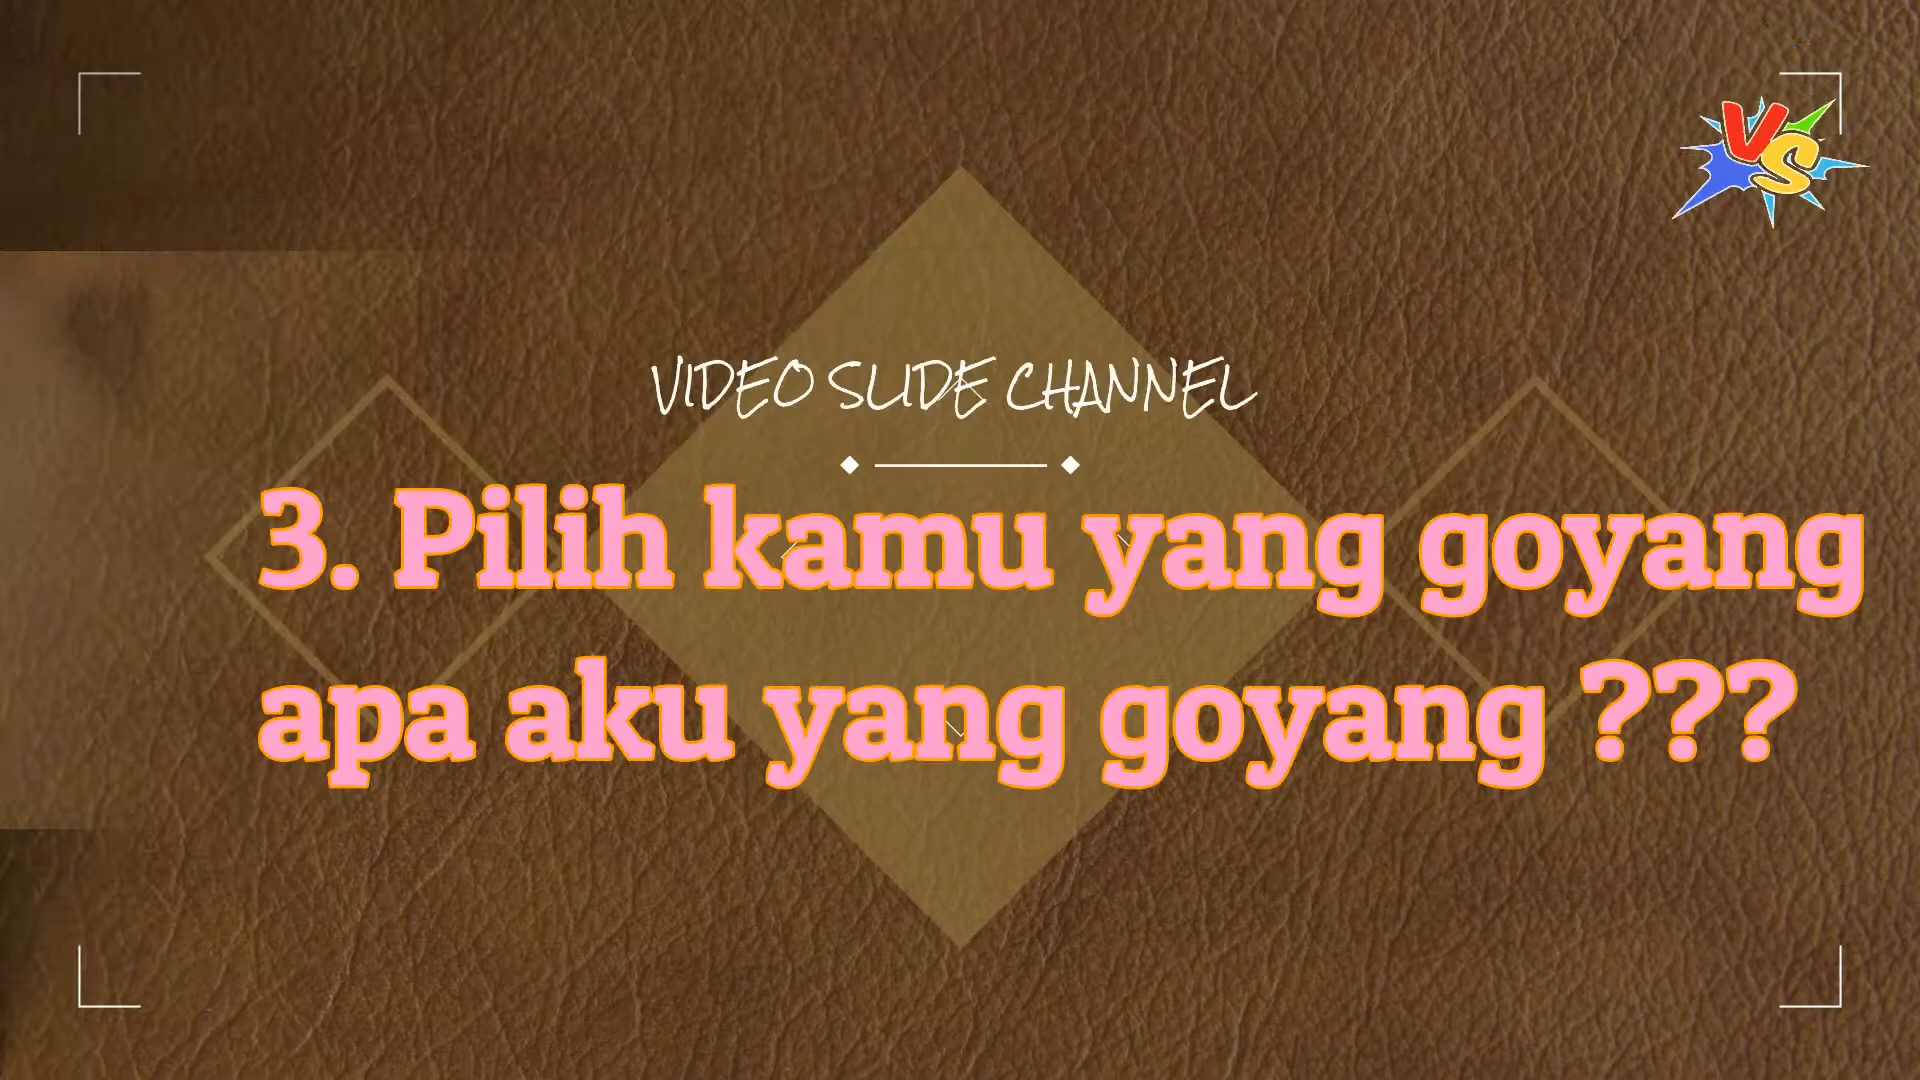 VS
VIDEO SLIDE CHANNEL
3. Pilih kamu yang goyang
apa aku yang goyang ???